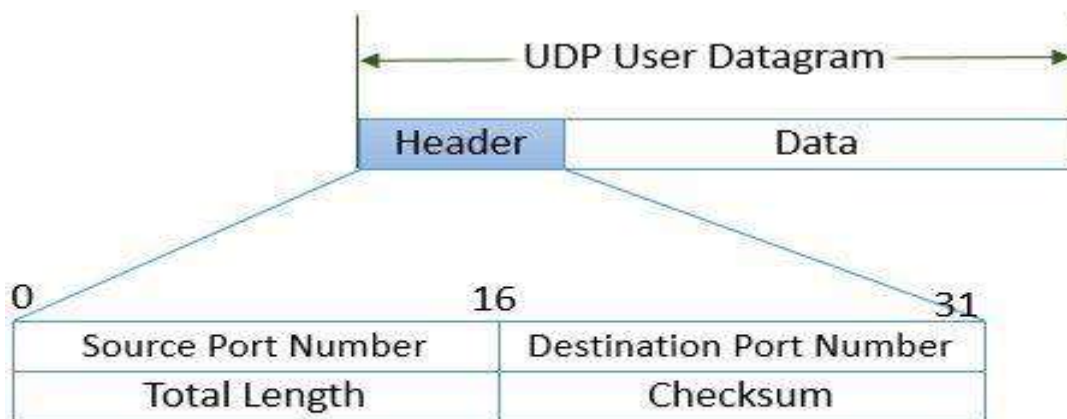 UDP User Datagram
Header Data
0 16 31
Source Port Number Destination Port Number
Total Length Checksum